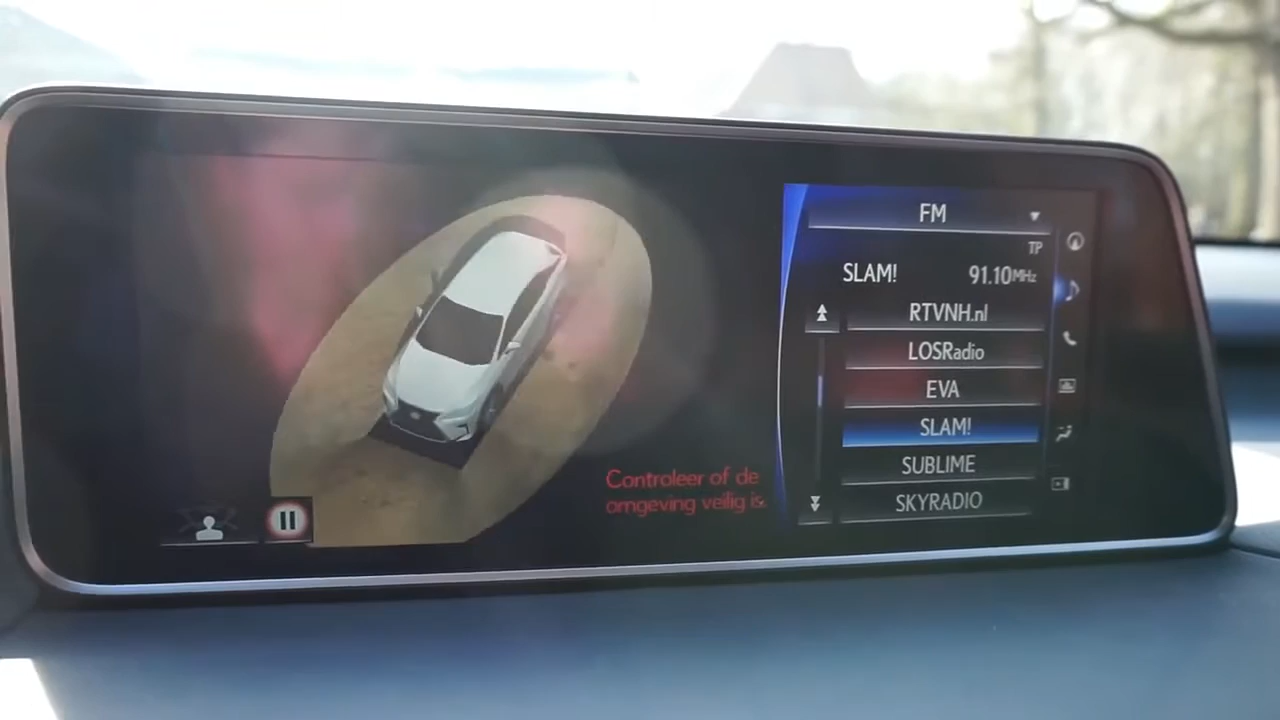 FM
TP
SLAM!
91.10MHz
RTVNH.nl
LOSRadio
EVA
SLAM!
SUBLIME
SKYRADIO
Controleer of de
omgeving veilig is.